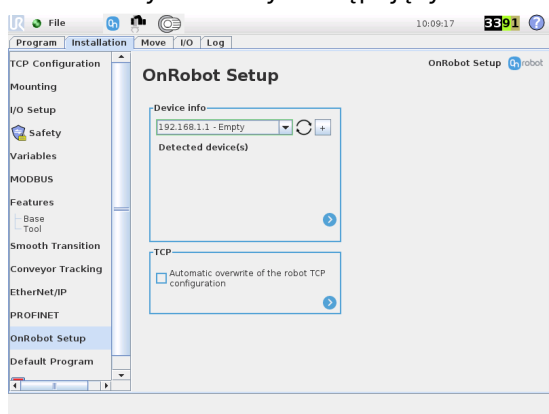 File
10:09:17
3391
?
Program Installation Move I/O Log
TCP Configuration
Mounting
I/O Setup
Safety
Variables
MODBUS
Features
Base
Tool
Smooth Transition
Conveyor Tracking
EtherNet/IP
PROFINET
OnRobot Setup
Default Program
OnRobot Setup
OnRobot Setup On robot
Device info
192.168.1.1 - Empty
+
Detected device(s)
TCP
Automatic overwrite of the robot TCP
configuration